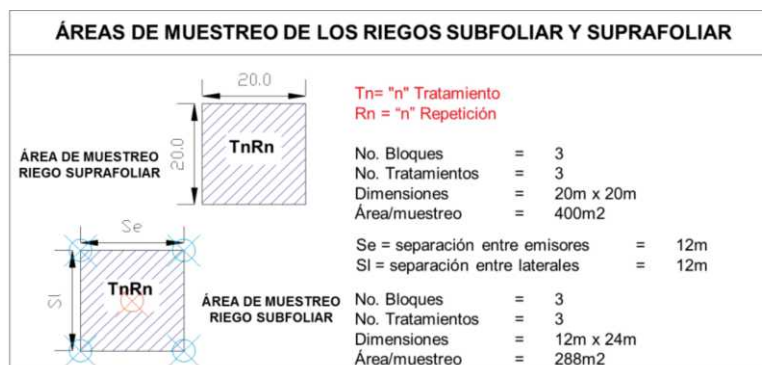 ÁREAS DE MUESTREO DE LOS RIEGOS SUBFOLIAR Y SUPRAFOLIAR
20.0
20.0
TnRn
ÁREA DE MUESTREO
RIEGO SUPRAFOLIAR
Tn= "n" Tratamiento
Rn = “n” Repetición
No. Bloques = 3
No. Tratamientos = 3
Dimensiones = 20m x 20m
Área/muestreo = 400m2
Se
Sl
TnRn
ÁREA DE MUESTREO
RIEGO SUBFOLIAR
Se = separación entre emisores = 12m
Sl = separación entre laterales = 12m
No. Bloques = 3
No. Tratamientos = 3
Dimensiones = 12m x 24m
Área/muestreo = 288m2